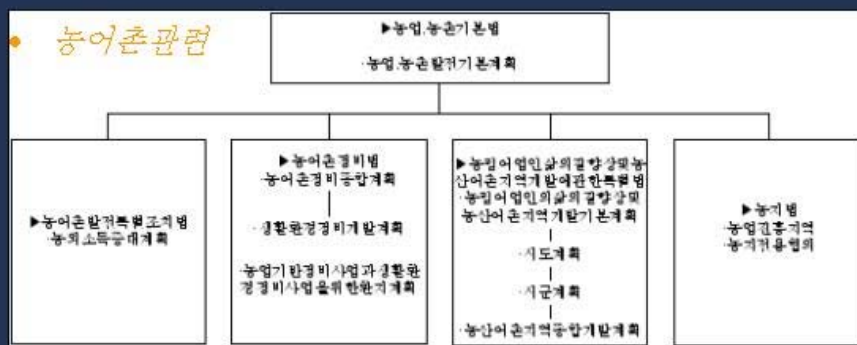 농어촌관련
▶농업.농촌기본법
·농업.농촌발전기본계획
▶농어촌발전특별조치법
·농외소득증대계획
▶농어촌정비법
·농어촌정비종합계획
·생활환경정비개발계획
·농업기반정비사업과생활환
경정비사업을위한환지계획
▶농림어업인삶의질향상및농
산어촌지역개발에관한특별법
·농림어업인의삶의질향상및
농산어촌지역개발기본계획
·시도계획
·시군계획
·농산어촌지역종합개발계획
▶농지법
·농업진흥지역
·농지전용협의